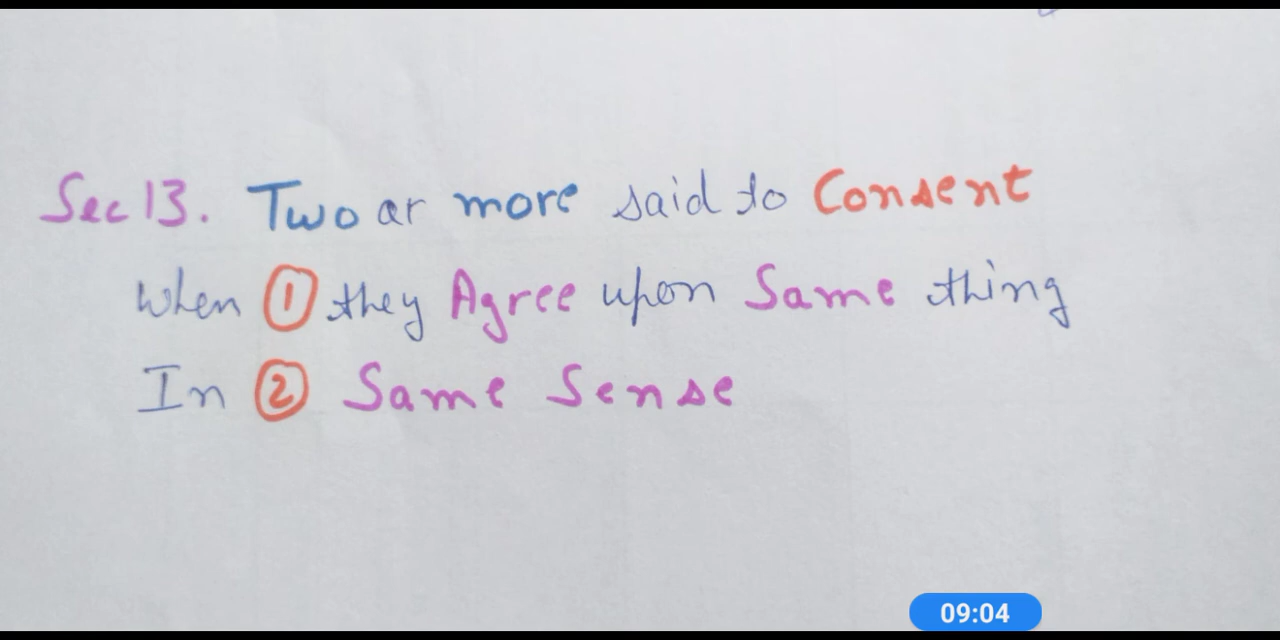 Sec 13. Two or more said to Consent
When ① they Agree upon Same thing
In ② Same Sense
09:04